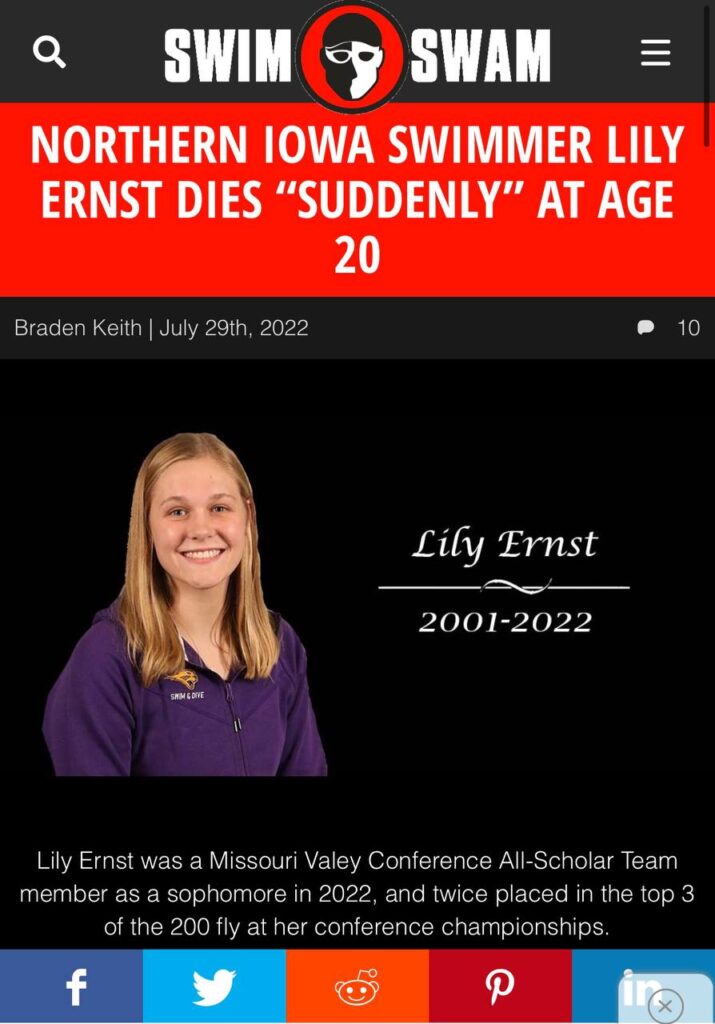 SWIM SWAM
NORTHERN IOWA SWIMMER LILY
ERNST DIES “SUDDENLY” AT AGE
20
Braden Keith | July 29th, 2022 10
Lily Ernst
2001-2022
SWIM & DIVE
Lily Ernst was a Missouri Valey Conference All-Scholar Team
member as a sophomore in 2022, and twice placed in the top 3
of the 200 fly at her conference championships.
f in